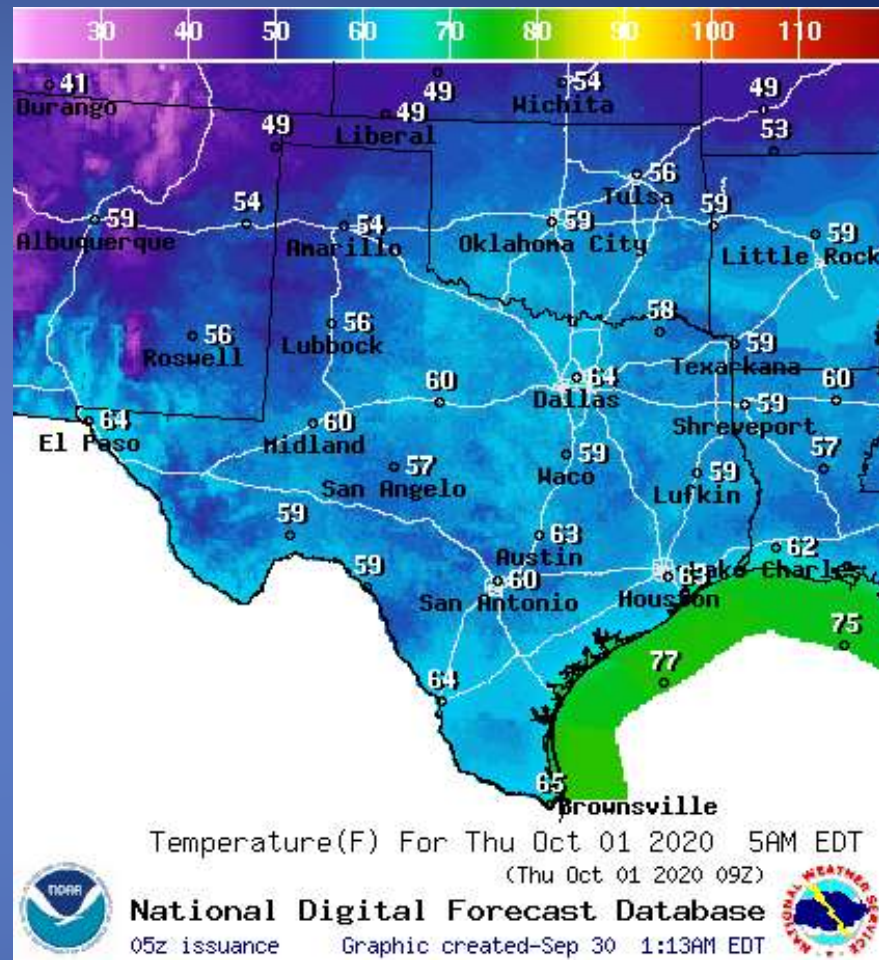 30 40 50 60 70 80 90 100 110
41
Durango
49
Liberal
49
54
Wichita
49
53
49
56
Tulsa
59
Albuquerque
54
54
Amarillo
59
Oklahoma City
59
59
Little Rock
56
Roswell
56
Lubbock
58
59
Texarkana
64
El Paso
60
Midland
60
64
Dallas
59
Shreveport
60
57
San Angelo
59
Waco
59
Lufkin
57
59
59
63
Austin
60
San Antonio
63
Houston
62
Lake Charles
64
77
75
65
Brownsville
Temperature(F) For Thu Oct 01 2020 5AM EDT
(Thu Oct 01 2020 09Z)
National Digital Forecast Database
05z issuance Graphic created-Sep 30 1:13AM EDT
NOAA
NATIONAL WEATHER SERVICE